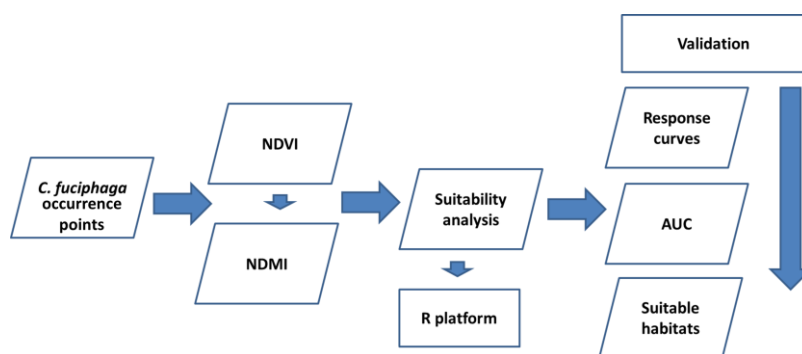 C. fuciphaga
occurrence
points
NDVI
NDMI
Suitability
analysis
R platform
Validation
Response
curves
AUC
Suitable
habitats